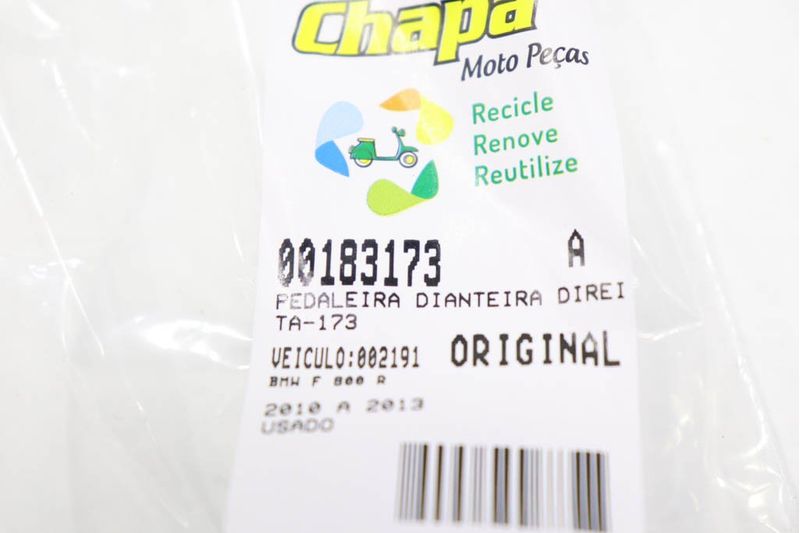 Chapa
Moto Peças
Recicle
Renove
Reutilize
00183173 A
PEDALEIRA DIANTEIRA DIREI
TA-173
VEICULO:002191 ORIGINAL
BMW F 800 R
2010 A 2013
USADO